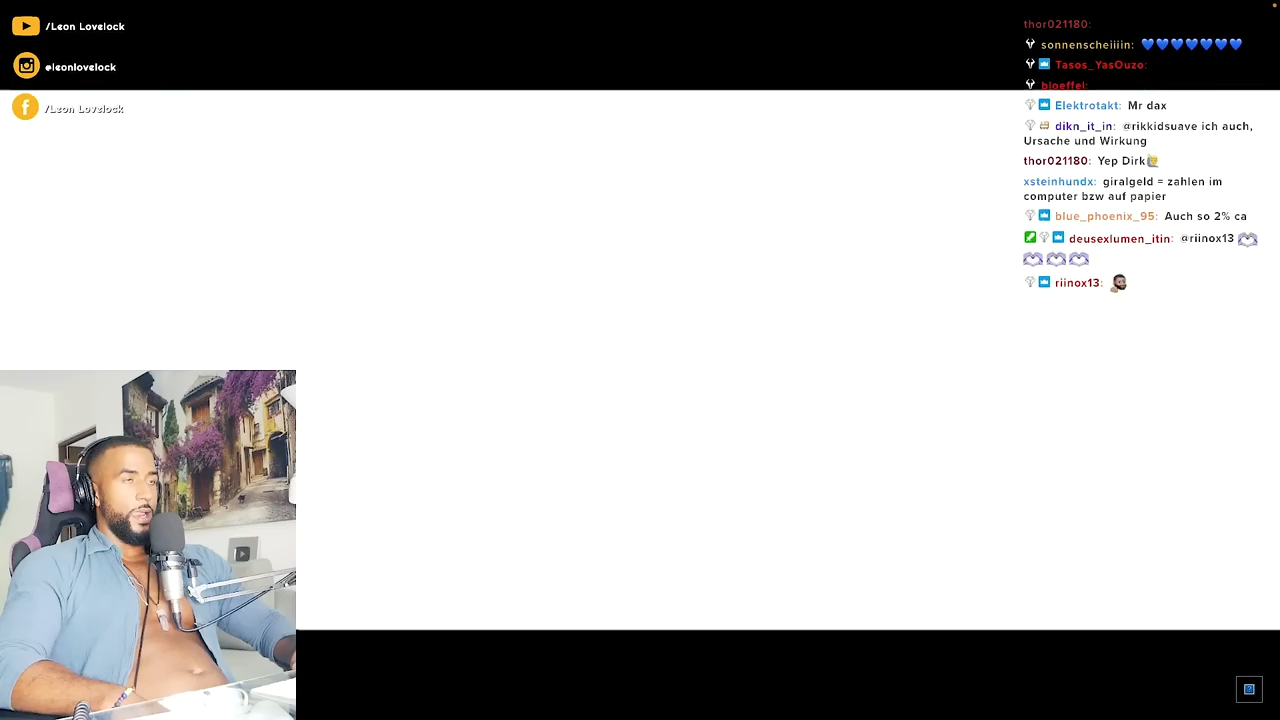 /Leon Lovelock
@leonlovelock
/Leon Lovelock
thor021180:
sonnenscheiiiin: 💙💙💙💙💙💙💙
Tasos_YasOuzo:
bloeffel:
Elektrotakt: Mr dax
dikn_it_in: @rikkidsuave ich auch,
Ursache und Wirkung
thor021180: Yep Dirk
xsteinhundx: giralgeld = zahlen im
computer bzw auf papier
blue_phoenix_95: Auch so 2% ca
deusexlumen_itin: @riinox13
riinox13: